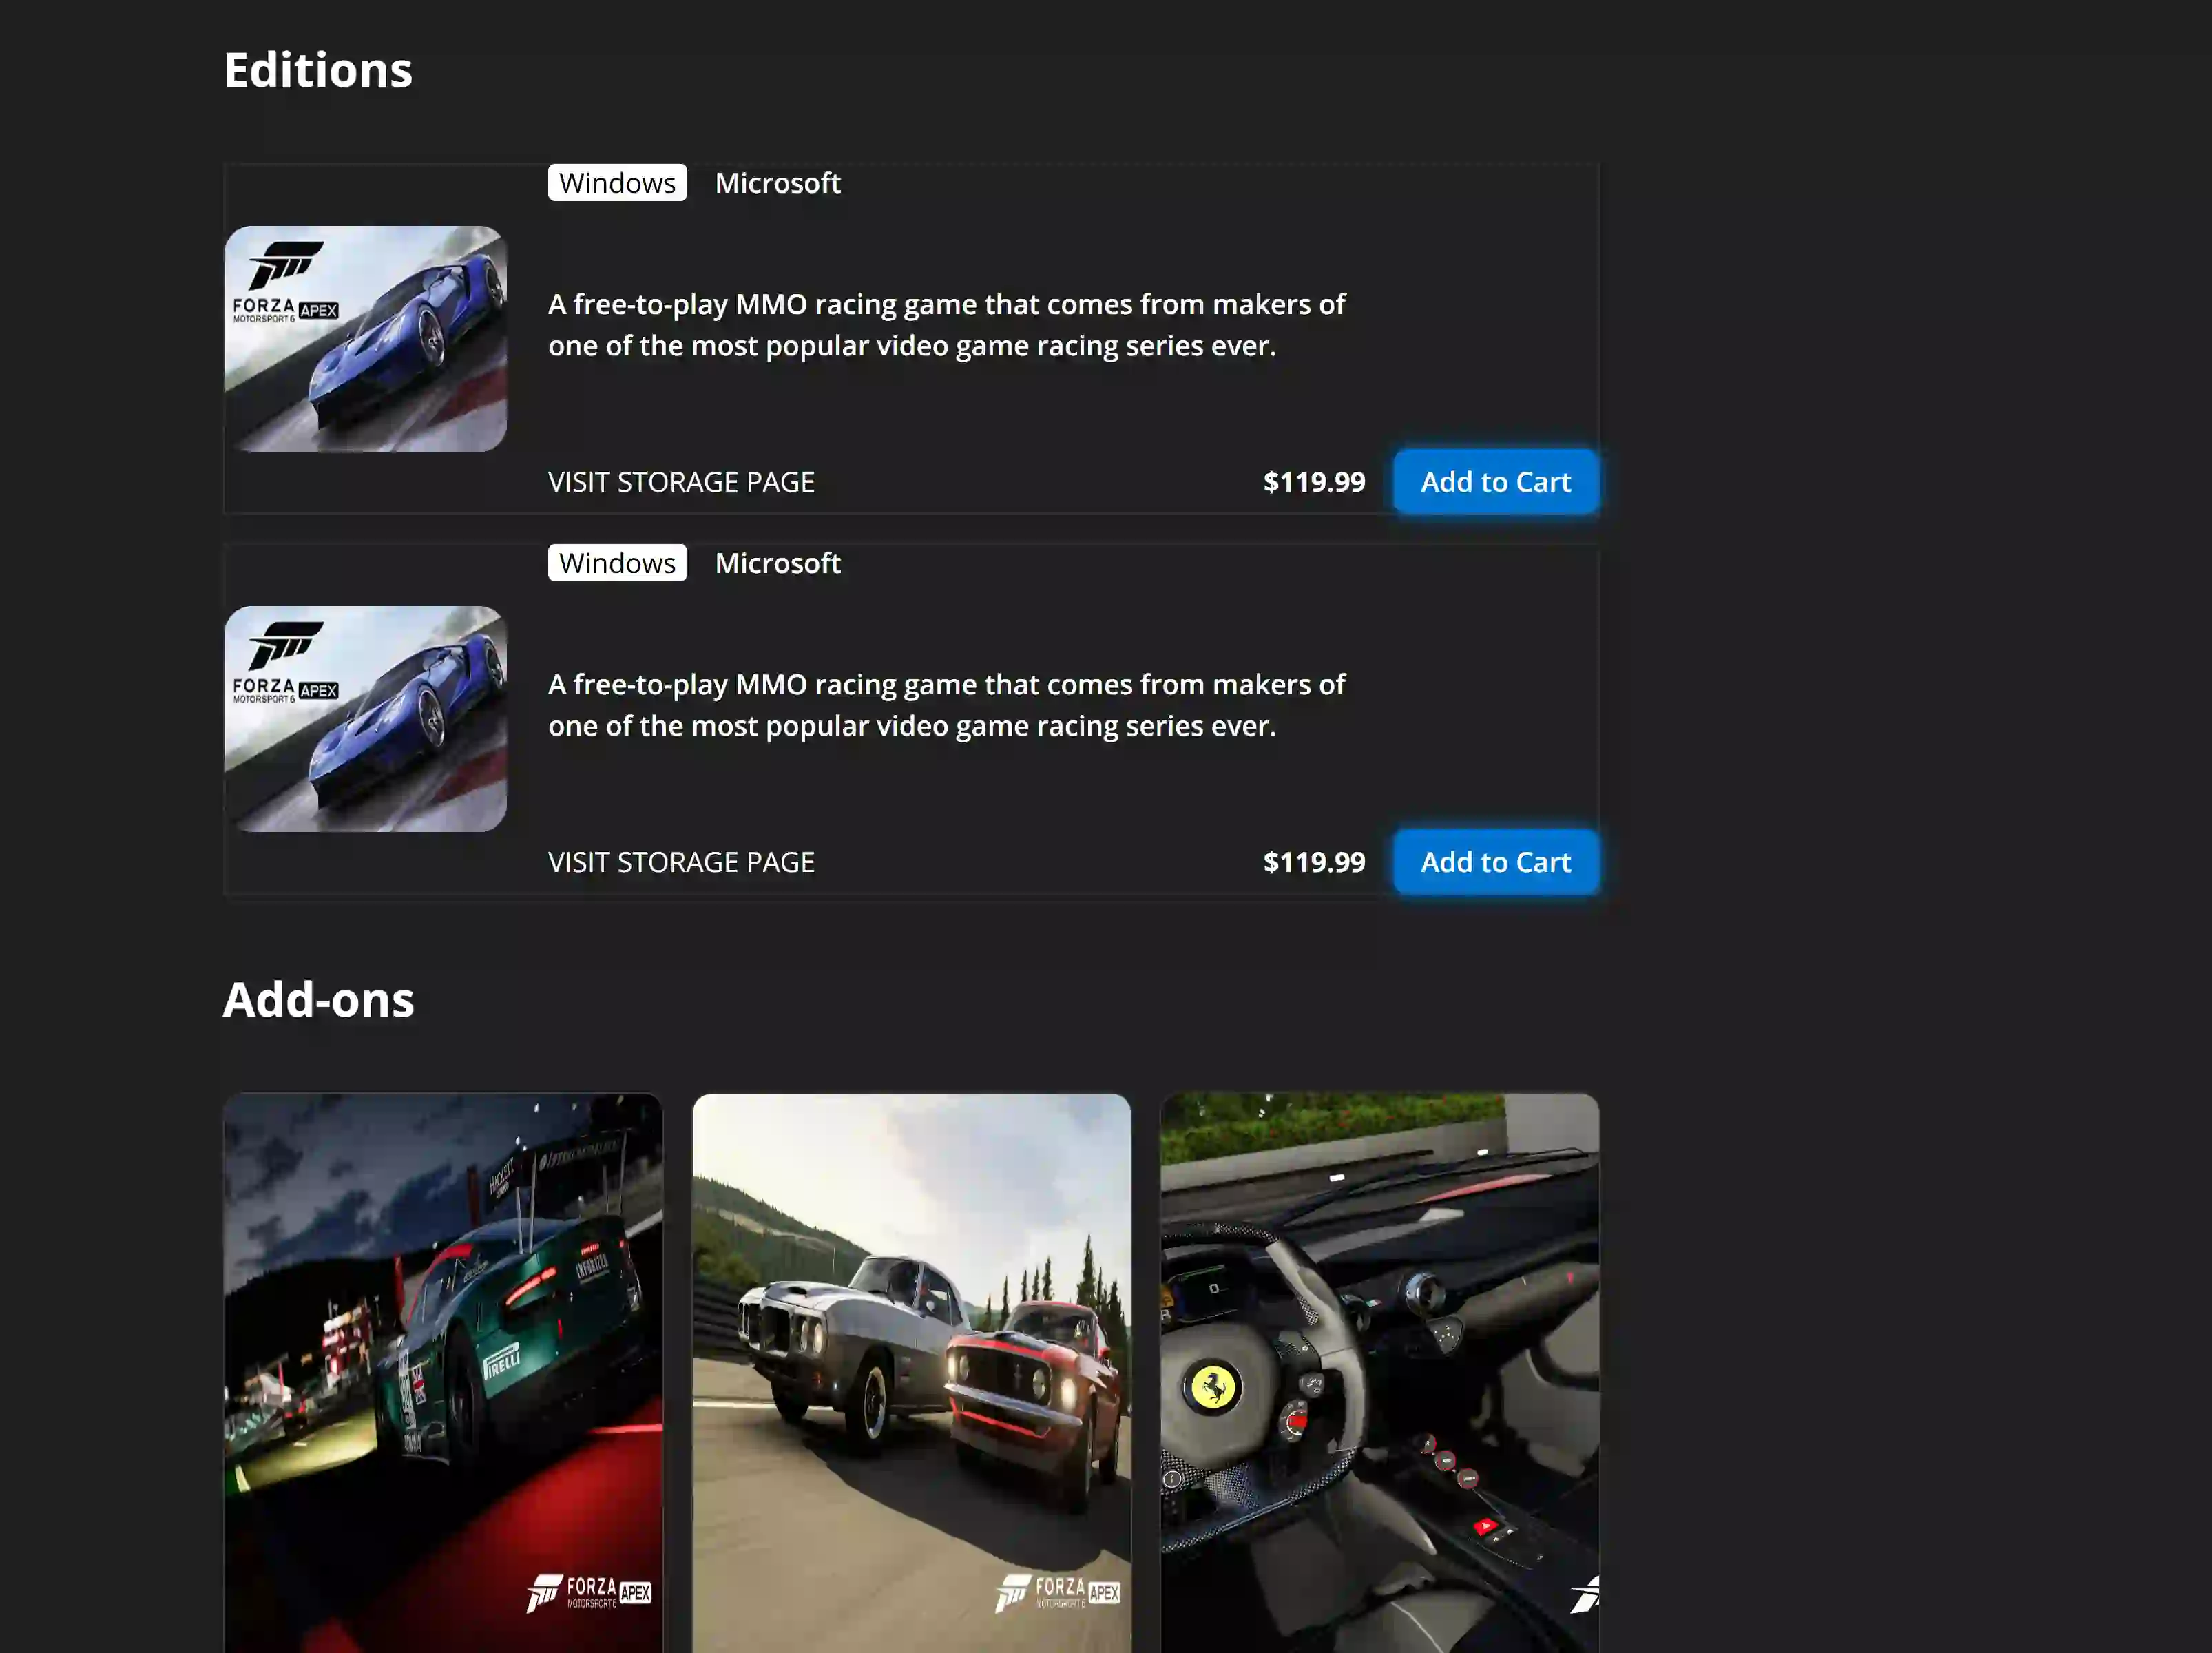 Editions
Windows Microsoft
FORZA
MOTORSPORT 6 APEX
A free-to-play MMO racing game that comes from makers of
one of the most popular video game racing series ever.
VISIT STORAGE PAGE $119.99 Add to Cart
Windows Microsoft
FORZA
MOTORSPORT 6 APEX
A free-to-play MMO racing game that comes from makers of
one of the most popular video game racing series ever.
VISIT STORAGE PAGE $119.99 Add to Cart
Add-ons
HACKETT
LONDON
PIRELLI
FORZA
MOTORSPORT 6 APEX
FORZA
MOTORSPORT 6 APEX